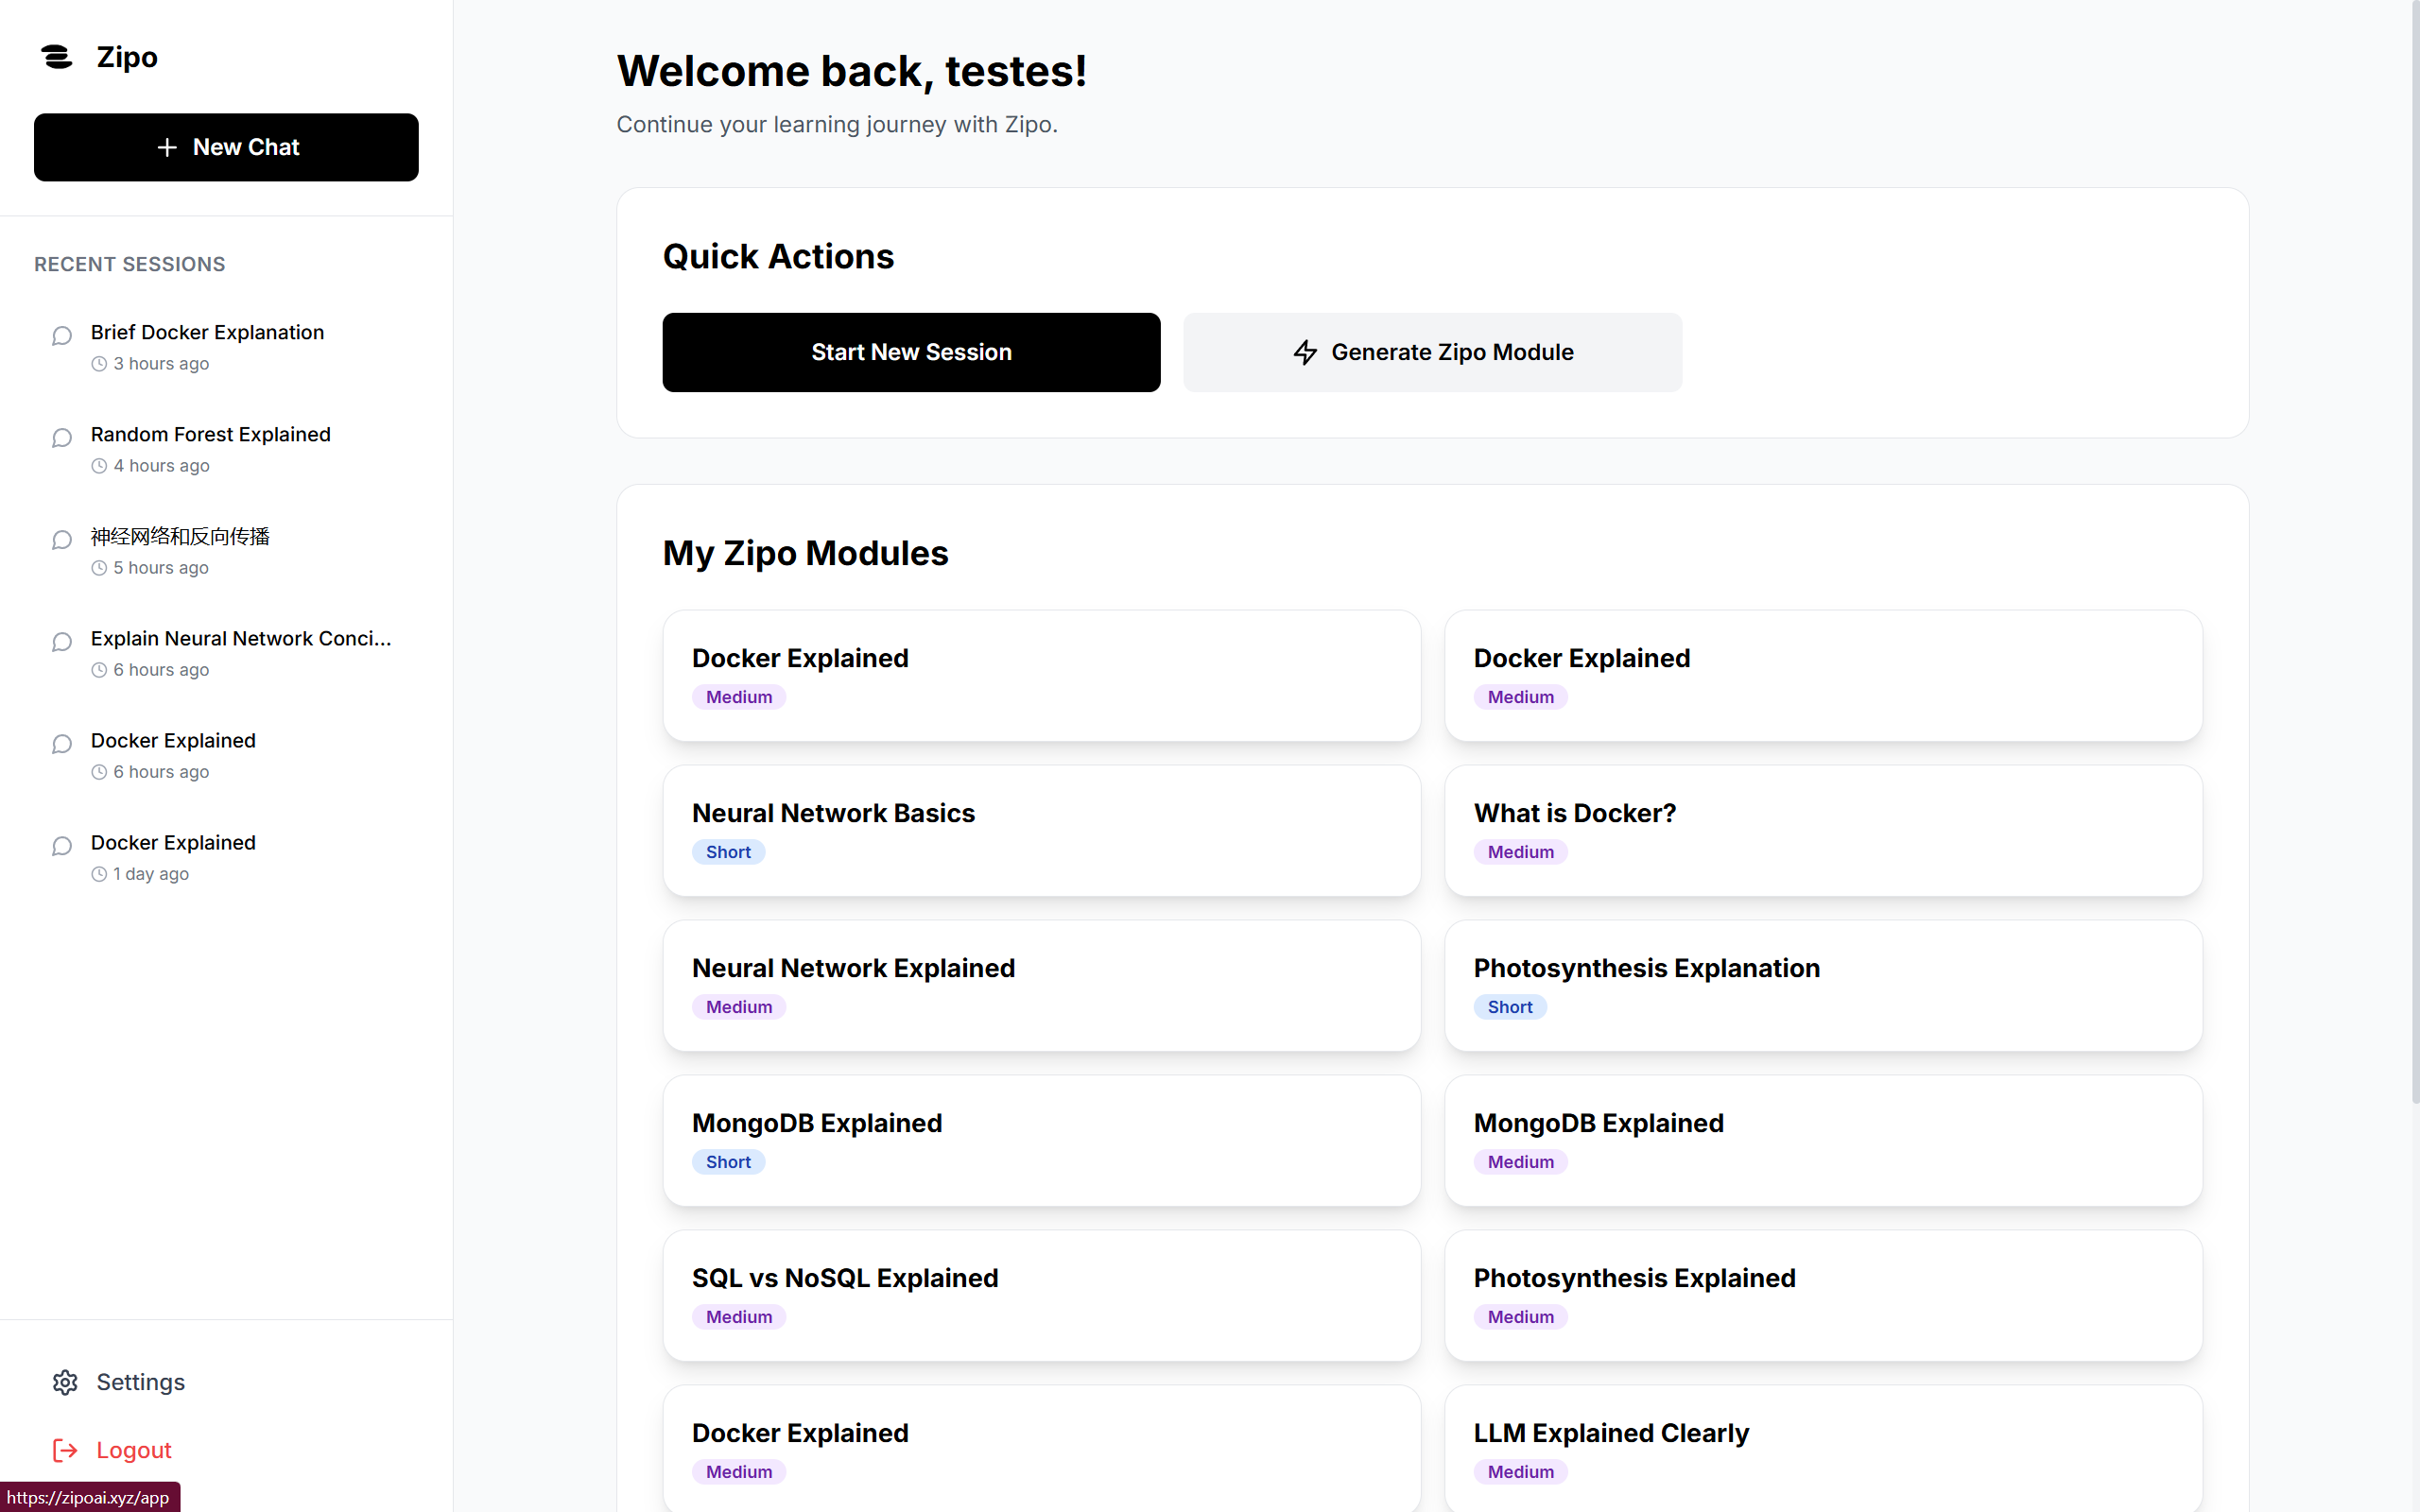 Zipo
New Chat
RECENT SESSIONS
Brief Docker Explanation
3 hours ago
Random Forest Explained
4 hours ago
神经网络和反向传播
5 hours ago
Explain Neural Network Conci...
6 hours ago
Docker Explained
6 hours ago
Docker Explained
1 day ago
Settings
Logout
https://zipoai.xyz/app
Welcome back, testes!
Continue your learning journey with Zipo.
Quick Actions
Start New Session
Generate Zipo Module
My Zipo Modules
Docker Explained
Medium
Docker Explained
Medium
Neural Network Basics
Short
What is Docker?
Medium
Neural Network Explained
Medium
Photosynthesis Explanation
Short
MongoDB Explained
Short
MongoDB Explained
Medium
SQL vs NoSQL Explained
Medium
Photosynthesis Explained
Medium
Docker Explained
Medium
LLM Explained Clearly
Medium